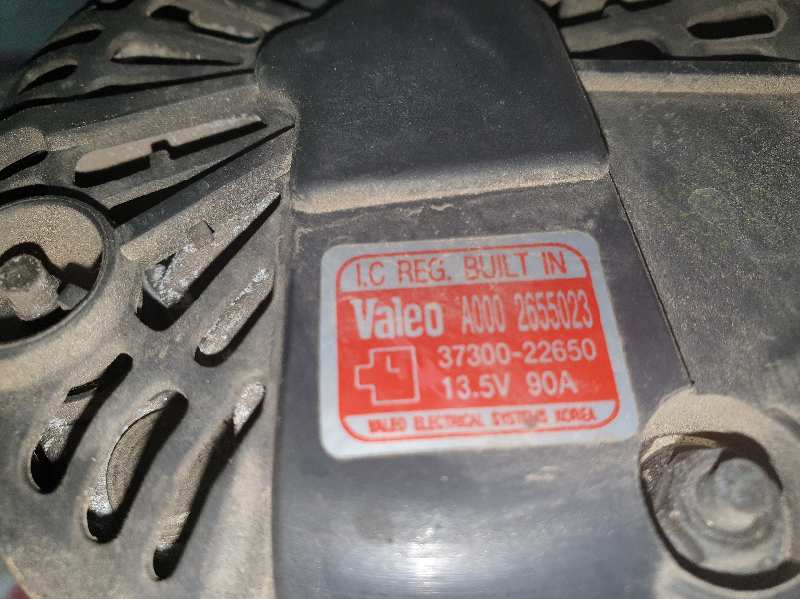 I.C REG. BUILT IN
Valeo A000 2655023
37300-22650
13.5V 90A
VALEO ELECTRICAL SYSTEMS KOREA